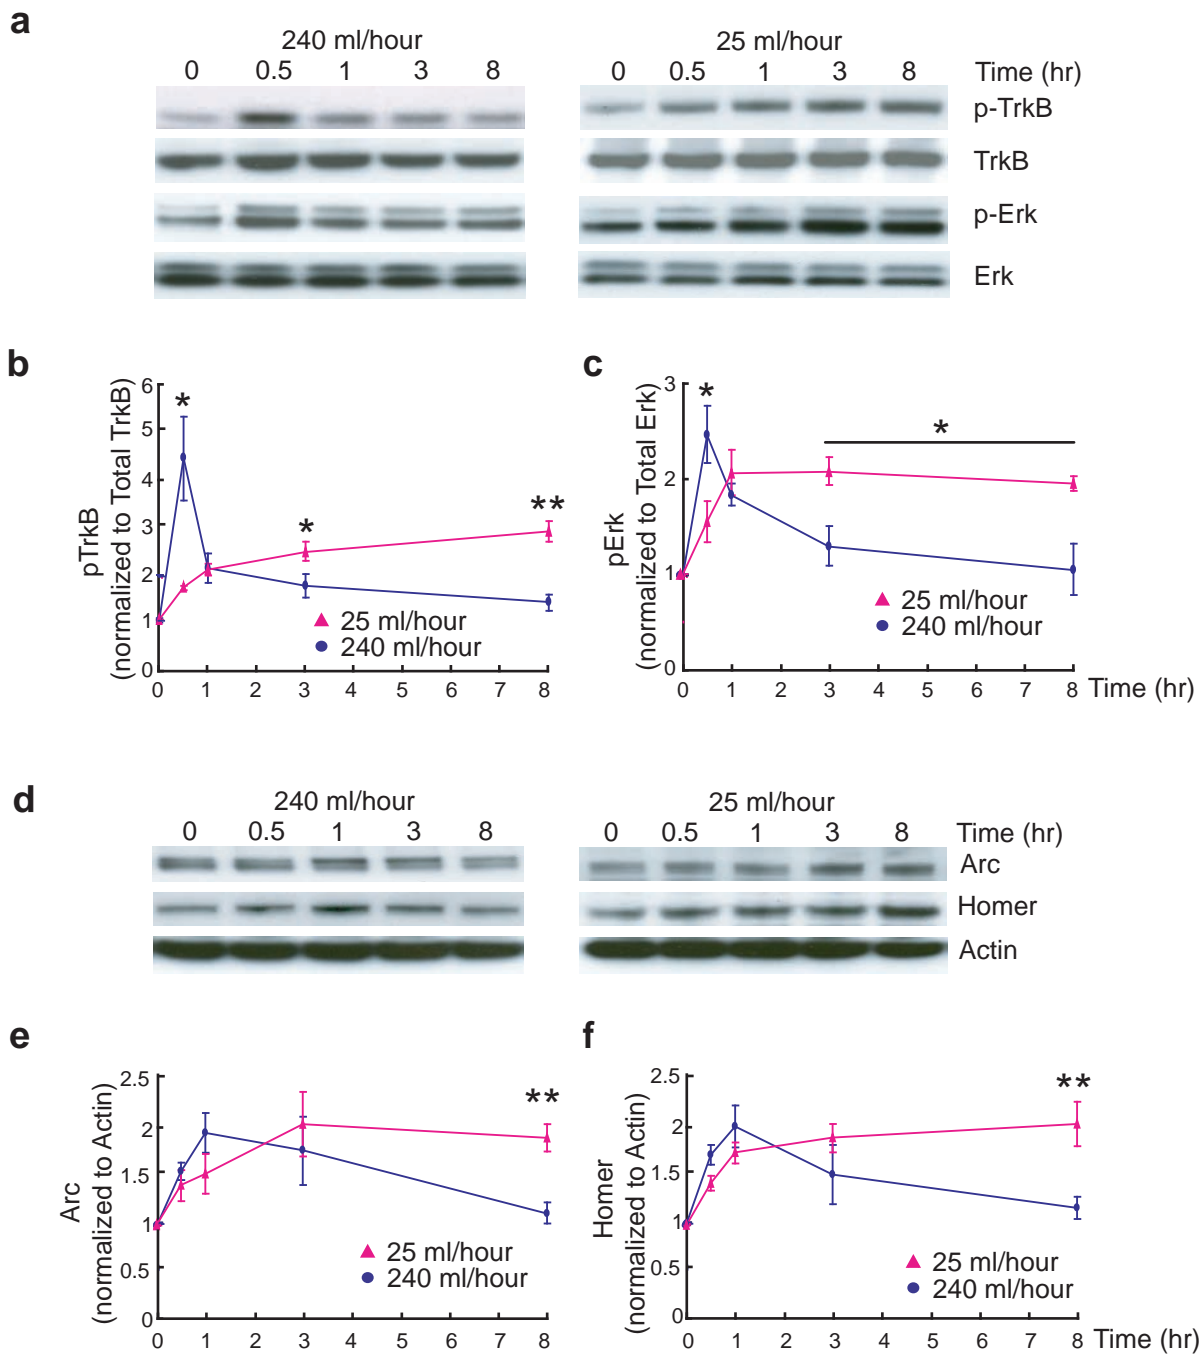 a
240 ml/hour
25 ml/hour
0 0.5 1 3 8
0 0.5 1 3 8 Time (hr)
p-TrkB
TrkB
p-Erk
Erk
b
pTrkB
(normalized to Total TrkB)
6
5
4
3
2
1
0
* * **
25 ml/hour
240 ml/hour
0 1 2 3 4 5 6 7 8
c
pErk
(normalized to Total Erk)
3
2
1
0
* *
25 ml/hour
240 ml/hour
0 1 2 3 4 5 6 7 8 Time (hr)
d
240 ml/hour
25 ml/hour
0 0.5 1 3 8
0 0.5 1 3 8 Time (hr)
Arc
Homer
Actin
e
Arc
(normalized to Actin)
2.5
2
1.5
1
0.5
0
**
25 ml/hour
240 ml/hour
0 1 2 3 4 5 6 7 8
f
Homer
(normalized to Actin)
2.5
2
1.5
1
0.5
0
**
25 ml/hour
240 ml/hour
0 1 2 3 4 5 6 7 8 Time (hr)